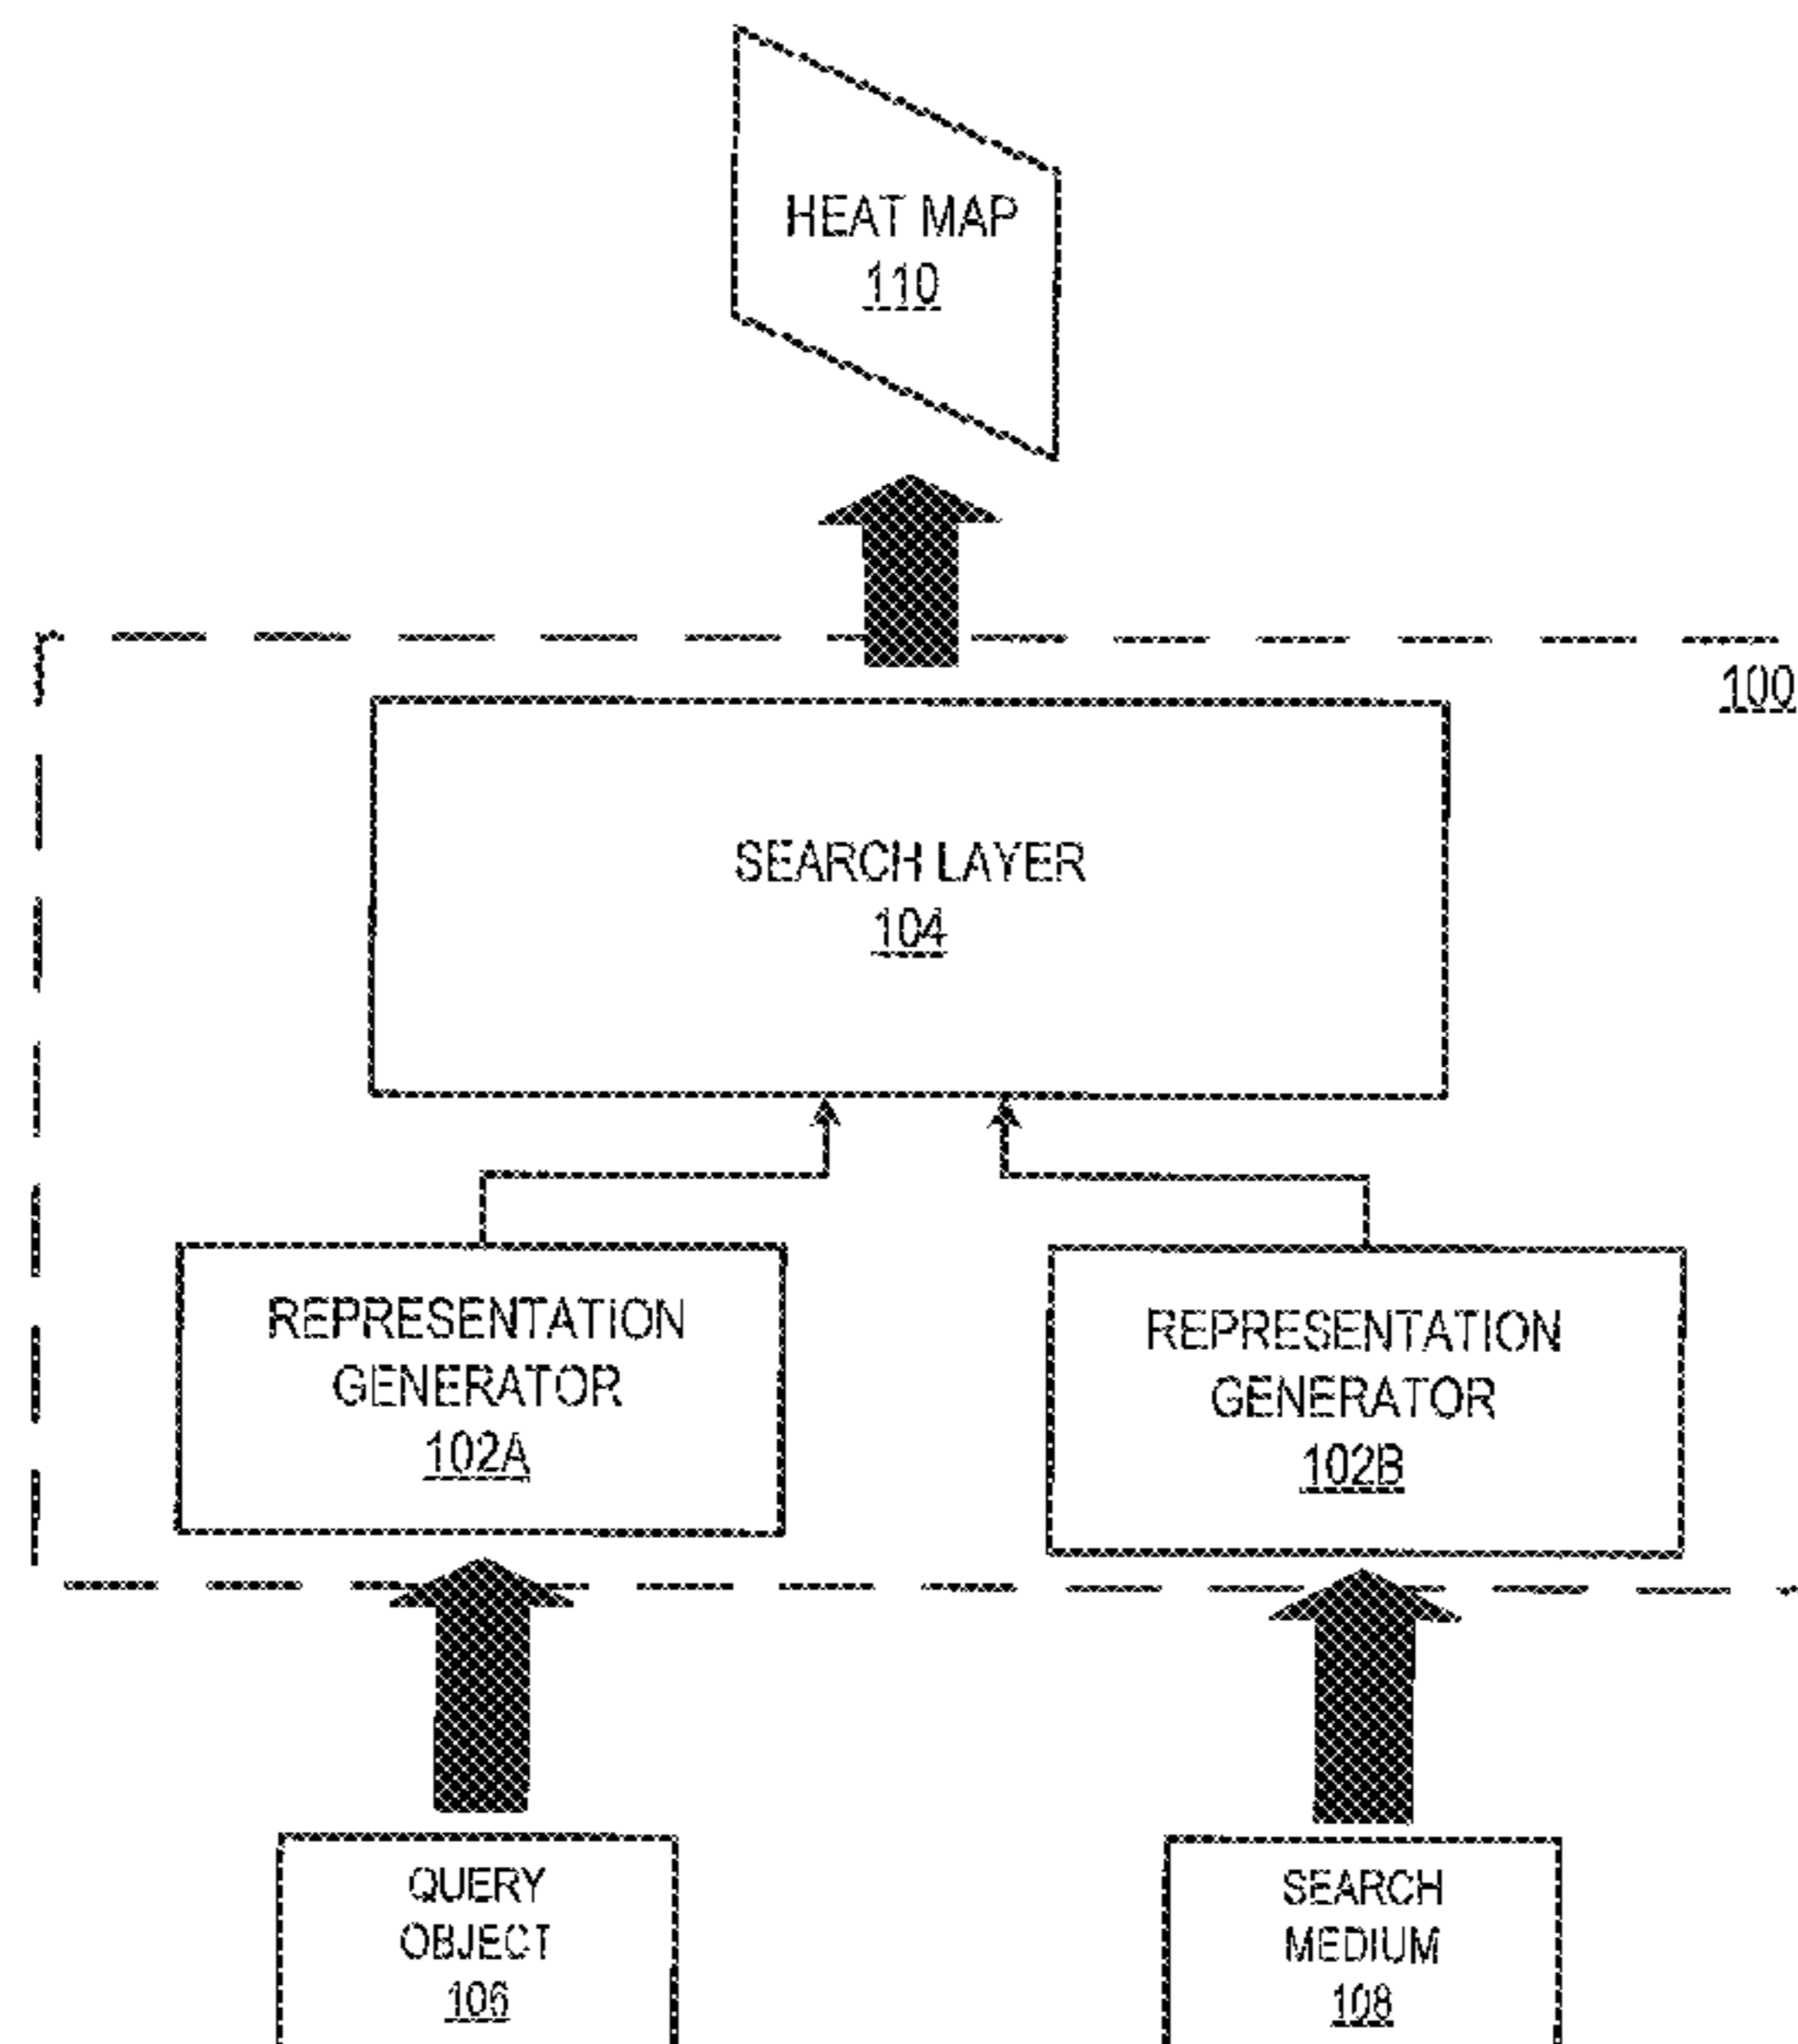 HEAT MAP
110
100
SEARCH LAYER
104
REPRESENTATION
GENERATOR
102A
REPRESENTATION
GENERATOR
102B
QUERY
OBJECT
106
SEARCH
MEDIUM
108